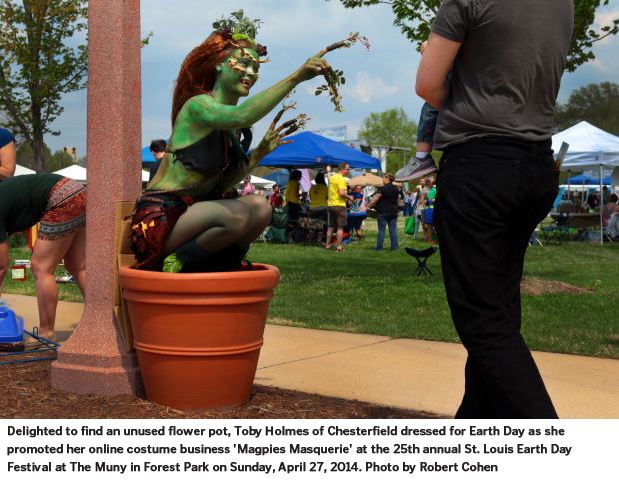 Delighted to find an unused flower pot, Toby Holmes of Chesterfield dressed for Earth Day as she
promoted her online costume business 'Magpies Masquerie' at the 25th annual St. Louis Earth Day
Festival at The Muny in Forest Park on Sunday, April 27, 2014. Photo by Robert Cohen